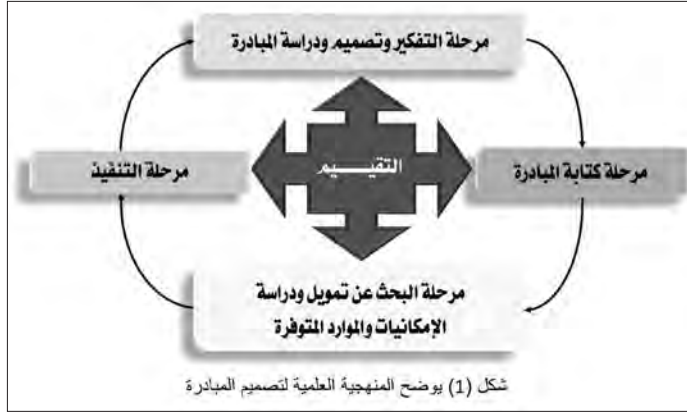 مرحلة التفكير وتصميم ودراسة المبادرة
مرحلة كتابة المبادرة
التقييـــــم
مرحلة التنفيذ
مرحلة البحث عن تمويل ودراسة
الإمكانيات والموارد المتوفرة
شكل (1) يوضح المنهجية العلمية لتصميم المبادرة